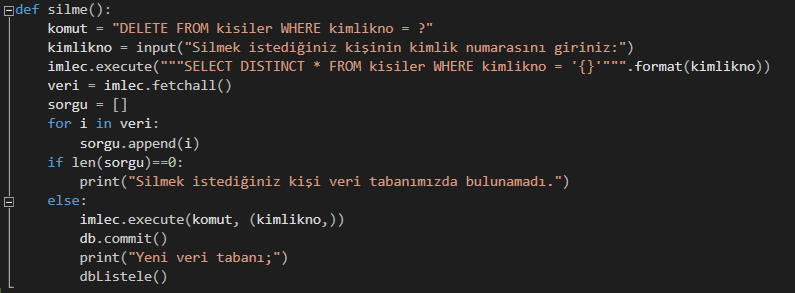 def silme():
    komut = "DELETE FROM kisiler WHERE kimlikno = ?"
    kimlikno = input("Silmek istediğiniz kişinin kimlik numarasını giriniz:")
    imlec.execute("""SELECT DISTINCT * FROM kisiler WHERE kimlikno = '{}'""".format(kimlikno))
    veri = imlec.fetchall()
    sorgu = []
    for i in veri:
        sorgu.append(i)
    if len(sorgu)==0:
        print("Silmek istediğiniz kişi veri tabanımızda bulunamadı.")
    else:
        imlec.execute(komut, (kimlikno,))
        db.commit()
        print("Yeni veri tabanı;")
        dbListele()